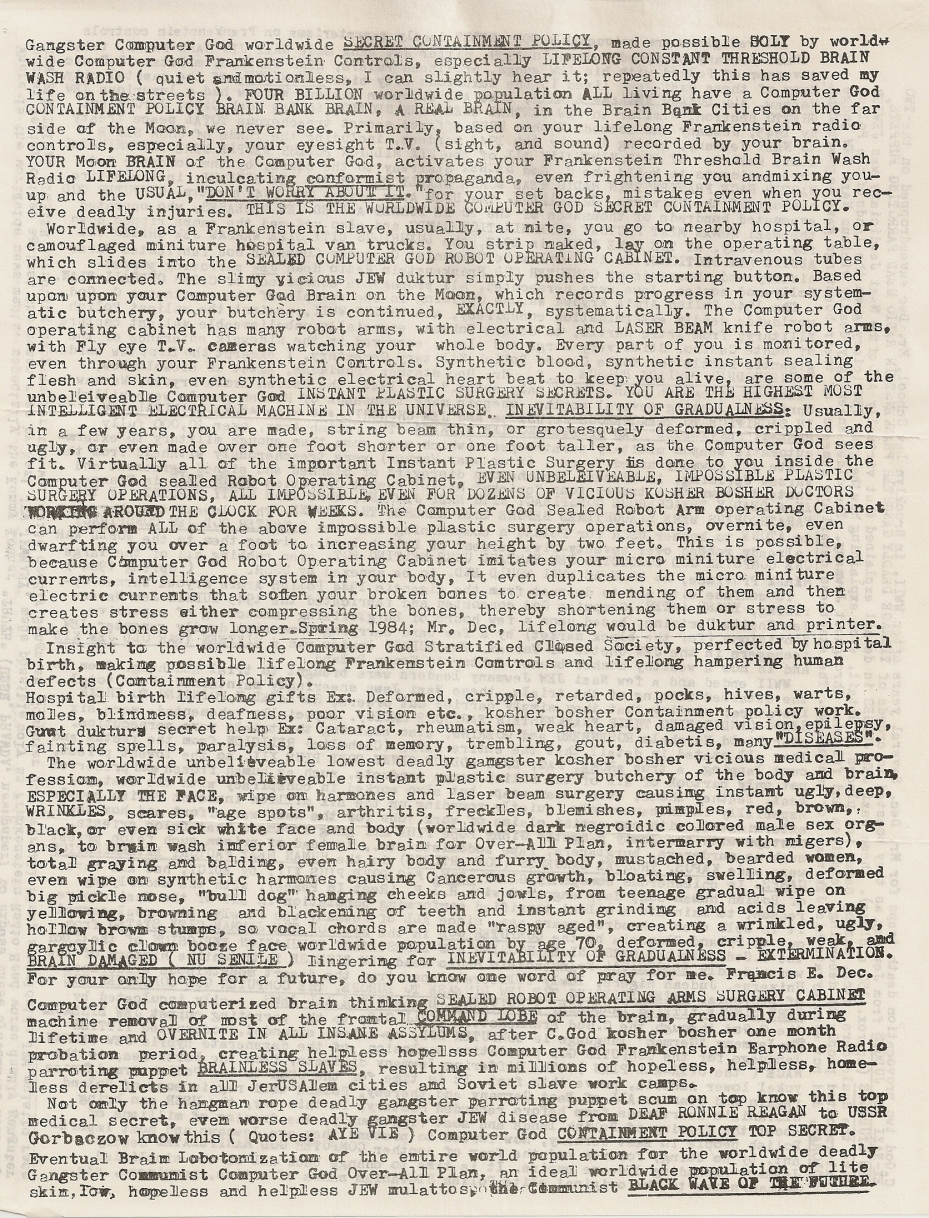 Gangster Computer God worldwide SECRET CONTAINMENT POLICY, made possible SOLY by world-
wide Computer God Frankenstein Controls, especially LIFELONG CONSTANT THRESHOLD BRAIN
WASH RADIO ( quiet andmotionless, I can slightly hear it; repeatedly this has saved my
life onthe streets ). FOUR BILLION worldwide population ALL living have a Computer God
CONTAINMENT POLICY BRAIN BANK BRAIN, A REAL BRAIN, in the Brain Bank Cities on the far
side of the Moon, we never see. Primarily, based on your lifelong Frankenstein radio
controls, especially, your eyesight T.V. (sight, and sound) recorded by your brain.
YOUR Moon BRAIN of the Computer God, activates your Frankenstein Threshold Brain Wash
Radio LIFELONG, inculcating conformist propaganda, even frightening you andmixing you-
up and the USUAL, "DON'T WORRY ABOUT IT." for your set backs, mistakes even when you rec-
eive deadly injuries. THIS IS THE WORLDWIDE COMPUTER GOD SECRET CONTAINMENT POLICY.
Worldwide, as a Frankenstein slave, usually, at nite, you go to nearby hospital, or
camouflaged miniture hospital van trucks. You strip naked, lay on the operating table,
which slides into the SEALED COMPUTER GOD ROBOT OPERATING CABINET. Intravenous tubes
are connected. The slimy vicious JEW duktur simply pushes the starting button. Based
upon upon your Computer God Brain on the Moon, which records progress in your system-
atic butchery, your butchery is continued, EXACTLY, systematically. The Computer God
operating cabinet has many robot arms, with electrical and LASER BEAM knife robot arms,
with Fly eye T.V. cameras watching your whole body. Every part of you is monitored,
even through your Frankenstein Controls. Synthetic blood, synthetic instant sealing
flesh and skin, even synthetic electrical heart beat to keep you alive, are some of the
unbeleiveable Computer God INSTANT PLASTIC SURGERY SECRETS. YOU ARE THE HIGHEST MOST
INTELLIGENT ELECTRICAL MACHINE IN THE UNIVERSE. INEVITABILITY OF GRADUALNESS: Usually,
in a few years, you are made, string beam thin, or grotesquely deformed, crippled and
ugly, or even made over one foot shorter or one foot taller, as the Computer God sees
fit. Virtually all of the important Instant Plastic Surgery is done to you inside the
Computer God sealed Robot Operating Cabinet, EVEN UNBELEIVEABLE, IMPOSSIBLE PLASTIC
SURGERY OPERATIONS, ALL IMPOSSIBLE, EVEN FOR DOZENS OF VICIOUS KOSHER BOSHER DOCTORS
WORKING AROUND THE CLOCK FOR WEEKS. The Computer God Sealed Robot Arm operating Cabinet
can perform ALL of the above impossible plastic surgery operations, overnite, even
dwarfting you over a foot to increasing your height by two feet. This is possible,
because Computer God Robot Operating Cabinet imitates your micro miniture electrical
currents, intelligence system in your body, It even duplicates the micro miniture
electric currents that soften your broken bones to create mending of them and then
creates stress either compressing the bones, thereby shortening them or stress to
make the bones grow longer.Spring 1984; Mr, Dec, lifelong would be duktur and printer.
Insight to the worldwide Computer God Stratified Closed Society, perfected by hospital
birth, making possible lifelong Frankenstein Controls and lifelong hampering human
defects (Containment Policy).
Hospital birth lifelong gifts Ex: Deformed, cripple, retarded, pocks, hives, warts,
moles, blindness, deafness, poor vision etc., kosher bosher Containment policy work.
Guut dukturs secret help Ex: Cataract, rheumatism, weak heart, damaged vision,epilepsy,
fainting spells, paralysis, loss of memory, trembling, gout, diabetis, many"DISEASES".
The worldwide unbelieveable lowest deadly gangster kosher bosher vicious medical pro-
fession, worldwide unbelieveable instant plastic surgery butchery of the body and brain,
ESPECIALLY THE FACE, wipe on harmones and laser beam surgery causing instant ugly,deep,
WRINKLES, scares, "age spots", arthritis, freckles, blemishes, pimples, red, brown,
black,or even sick white face and body (worldwide dark negroidic colored male sex org-
ans, to brain wash inferior female brain for Over-All Plan, intermarry with nigers),
total graying and balding, even hairy body and furry body, mustached, bearded women,
even wipe on synthetic harmones causing Cancerous growth, bloating, swelling, deformed
big pickle nose, "bull dog" hanging cheeks and jowls, from teenage gradual wipe on
yellowing, browning and blackening of teeth and instant grinding and acids leaving
hollow brown stumps, so vocal chords are made "raspy aged", creating a wrinkled, ugly,
gargoylic clown booze face worldwide population by age 70, deformed, cripple, weak, and
BRAIN DAMAGED ( NU SENILE ) lingering for INEVITABILITY OF GRADUALNESS - EXTERMINATION.
For your only hope for a future, do you know one word of pray for me. Francis E. Dec.
Computer God computerized brain thinking SEALED ROBOT OPERATING ARMS SURGERY CABINET
machine removal of most of the frontal COMMAND LOBE of the brain, gradually during
lifetime and OVERNITE IN ALL INSANE ASSYLUMS, after C.God kosher bosher one month
probation period, creating helpless hopelsss Computer God Frankenstein Earphone Radio
parroting puppet BRAINLESS SLAVES, resulting in millions of hopeless, helpless, home-
less derelicts in all JerUSAlem cities and Soviet slave work camps.
Not only the hangman rope deadly gangster parroting puppet scum on top know this top
medical secret, even worse deadly gangster JEW disease from DEAF RONNIE REAGAN to USSR
Gorbaczow know this ( Quotes: AYE VIE ) Computer God CONTAINMENT POLICY TOP SECRET.
Eventual Brain Lobotomization of the entire world population for the worldwide deadly
Gangster Communist Computer God Over-All Plan, an ideal worldwide population of lite
skim, low, hopeless and helpless JEW mulattos, the Communist BLACK WAVE OF THE FUTURE.